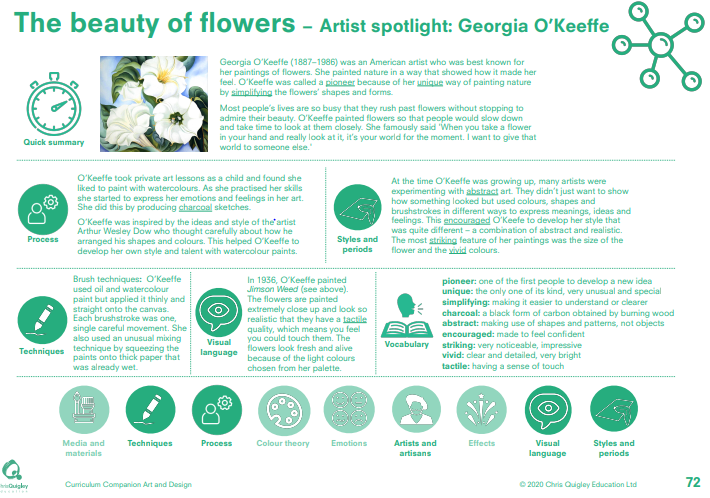 The beauty of flowers – Artist spotlight: Georgia O'Keeffe
Georgia O'Keeffe (1887–1986) was an American artist who was best known for
her paintings of flowers. She painted nature in a way that showed how it made her
feel. O'Keeffe was called a pioneer because of her unique way of painting nature
by simplifying the flowers' shapes and forms.
Most people's lives are so busy that they rush past flowers without stopping to
admire their beauty. O'Keeffe painted flowers so that people would slow down
and take time to look at them closely. She famously said 'When you take a flower
in your hand and really look at it, it's your world for the moment. I want to give that
world to someone else.'
Quick summary
O'Keeffe took private art lessons as a child and found she
liked to paint with watercolours. As she practised her skills
she started to express her emotions and feelings in her art.
She did this by producing charcoal sketches.
O'Keeffe was inspired by the ideas and style of the artist
Arthur Wesley Dow who thought carefully about how he
arranged his shapes and colours. This helped O'Keeffe to
develop her own style and talent with watercolour paints.
Process
At the time O'Keeffe was growing up, many artists were
experimenting with abstract art. They didn't just want to show
how something looked but used colours, shapes and
brushstrokes in different ways to express meanings, ideas and
feelings. This encouraged O'Keeffe to develop her style that
was quite different – a combination of abstract and realistic.
The most striking feature of her paintings was the size of the
flower and the vivid colours.
Styles and
periods
Brush techniques: O'Keeffe
used oil and watercolour
paint but applied it thinly and
straight onto the canvas.
Each brushstroke was one,
single careful movement. She
also used an unusual mixing
technique by squeezing the
paints onto thick paper that
was already wet.
Techniques
In 1936, O'Keeffe painted
Jimson Weed (see above).
The flowers are painted
extremely close up and look so
realistic that they have a tactile
quality, which means you feel
you could touch them. The
flowers look fresh and alive
because of the light colours
chosen from her palette.
Visual
language
pioneer: one of the first people to develop a new idea
unique: the only one of its kind, very unusual and special
simplifying: making it easier to understand or clearer
charcoal: a black form of carbon obtained by burning wood
abstract: making use of shapes and patterns, not objects
encouraged: made to feel confident
striking: very noticeable, impressive
vivid: clear and detailed, very bright
tactile: having a sense of touch
Vocabulary
Media and
materials
Techniques
Process
Colour theory
Emotions
Artists and
artisans
Effects
Visual
language
Styles and
periods
Curriculum Companion Art and Design
© 2020 Chris Quigley Education Ltd
72